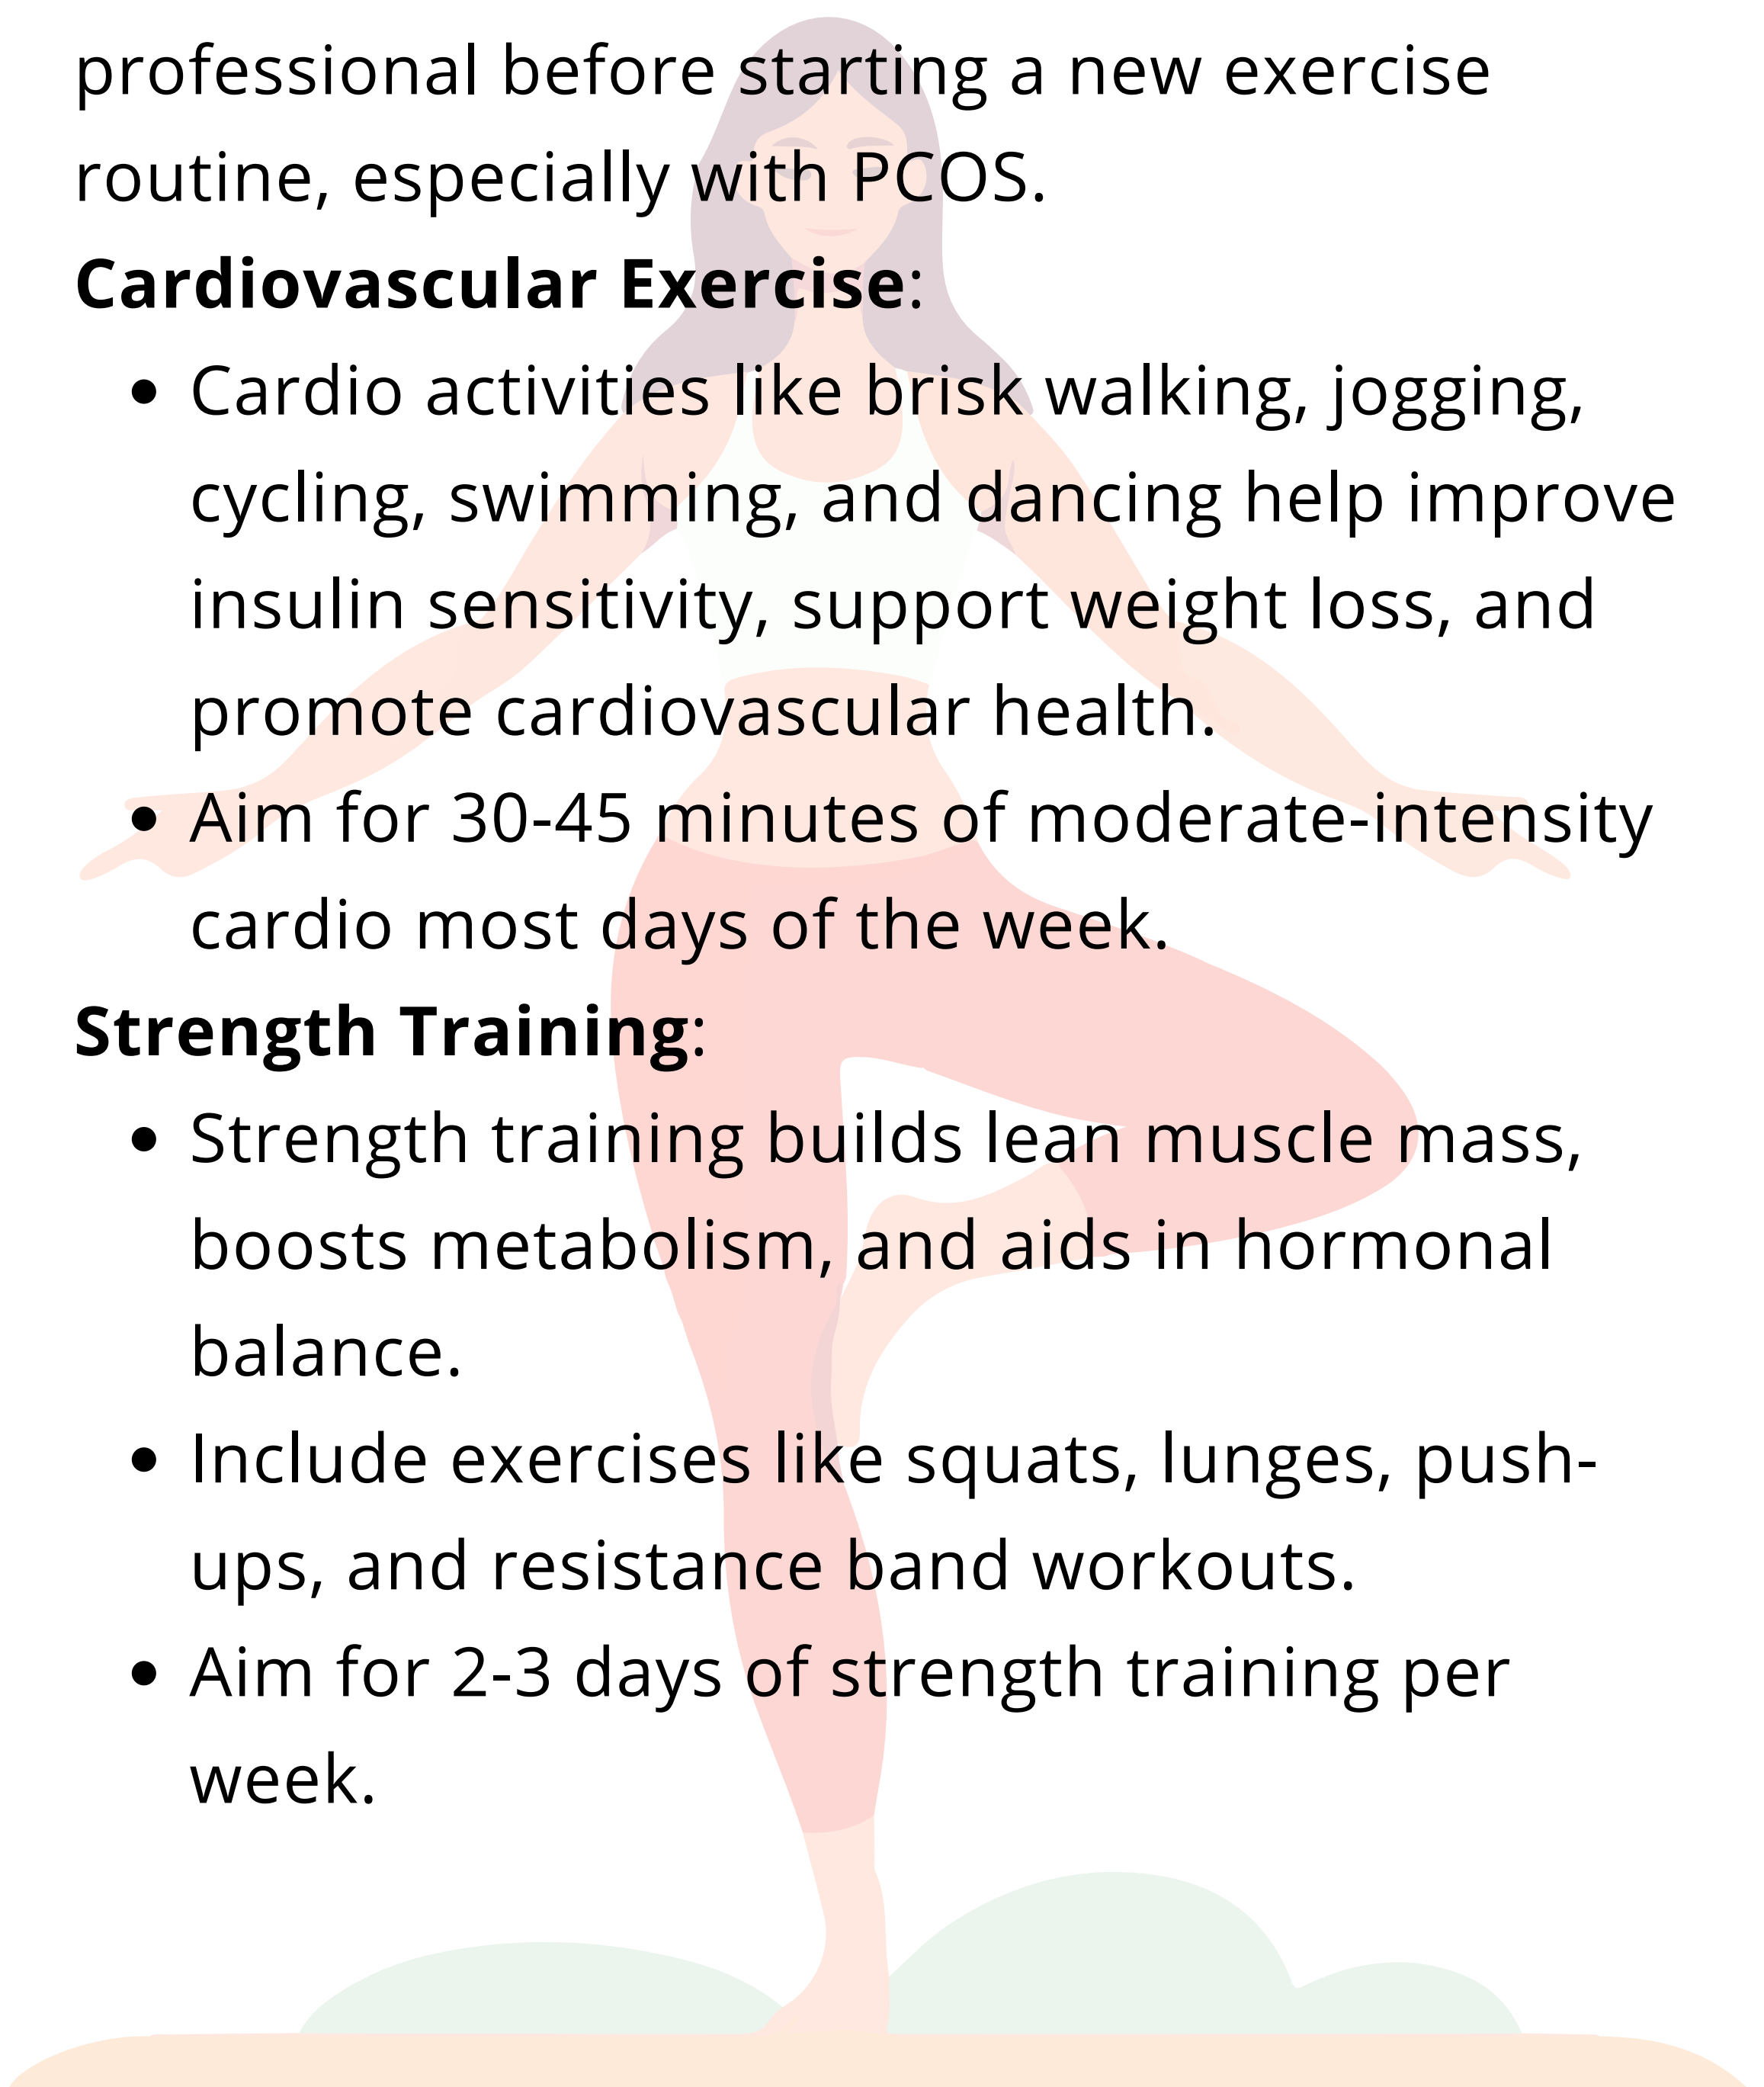 professional before starting a new exercise
routine, especially with PCOS.
Cardiovascular Exercise:
• Cardio activities like brisk walking, jogging,
cycling, swimming, and dancing help improve
insulin sensitivity, support weight loss, and
promote cardiovascular health.
• Aim for 30-45 minutes of moderate-intensity
cardio most days of the week.
Strength Training:
• Strength training builds lean muscle mass,
boosts metabolism, and aids in hormonal
balance.
• Include exercises like squats, lunges, push-
ups, and resistance band workouts.
• Aim for 2-3 days of strength training per
week.